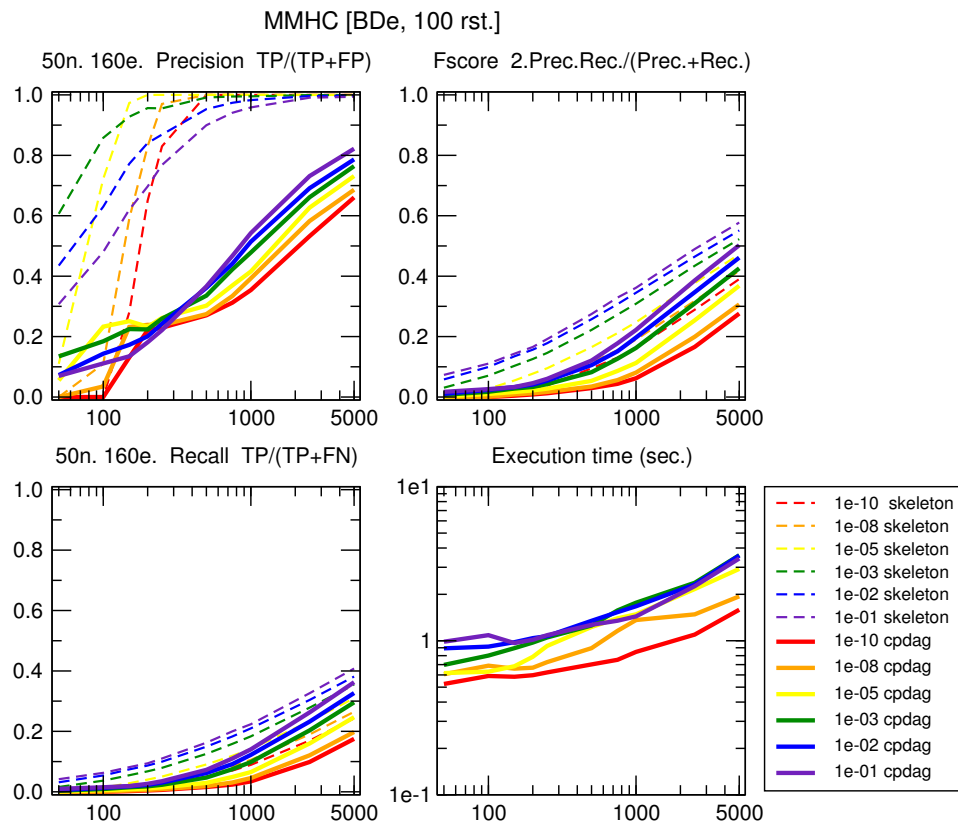 MMHC [BDe, 100 rst.]
50n. 160e.  Precision  TP/(TP+FP)
1.0
0.8
0.6
0.4
0.2
0.0
100
1000
5000
Fscore  2.Prec.Rec./(Prec.+Rec.)
1.0
0.8
0.6
0.4
0.2
0.0
100
1000
5000
50n. 160e.  Recall  TP/(TP+FN)
1.0
0.8
0.6
0.4
0.2
0.0
100
1000
5000
Execution time (sec.)
1e1
1
1e-1
100
1000
5000
1e-10  skeleton
1e-08 skeleton
1e-05 skeleton
1e-03 skeleton
1e-02 skeleton
1e-01 skeleton
1e-10 cpdag
1e-08 cpdag
1e-05 cpdag
1e-03 cpdag
1e-02 cpdag
1e-01 cpdag